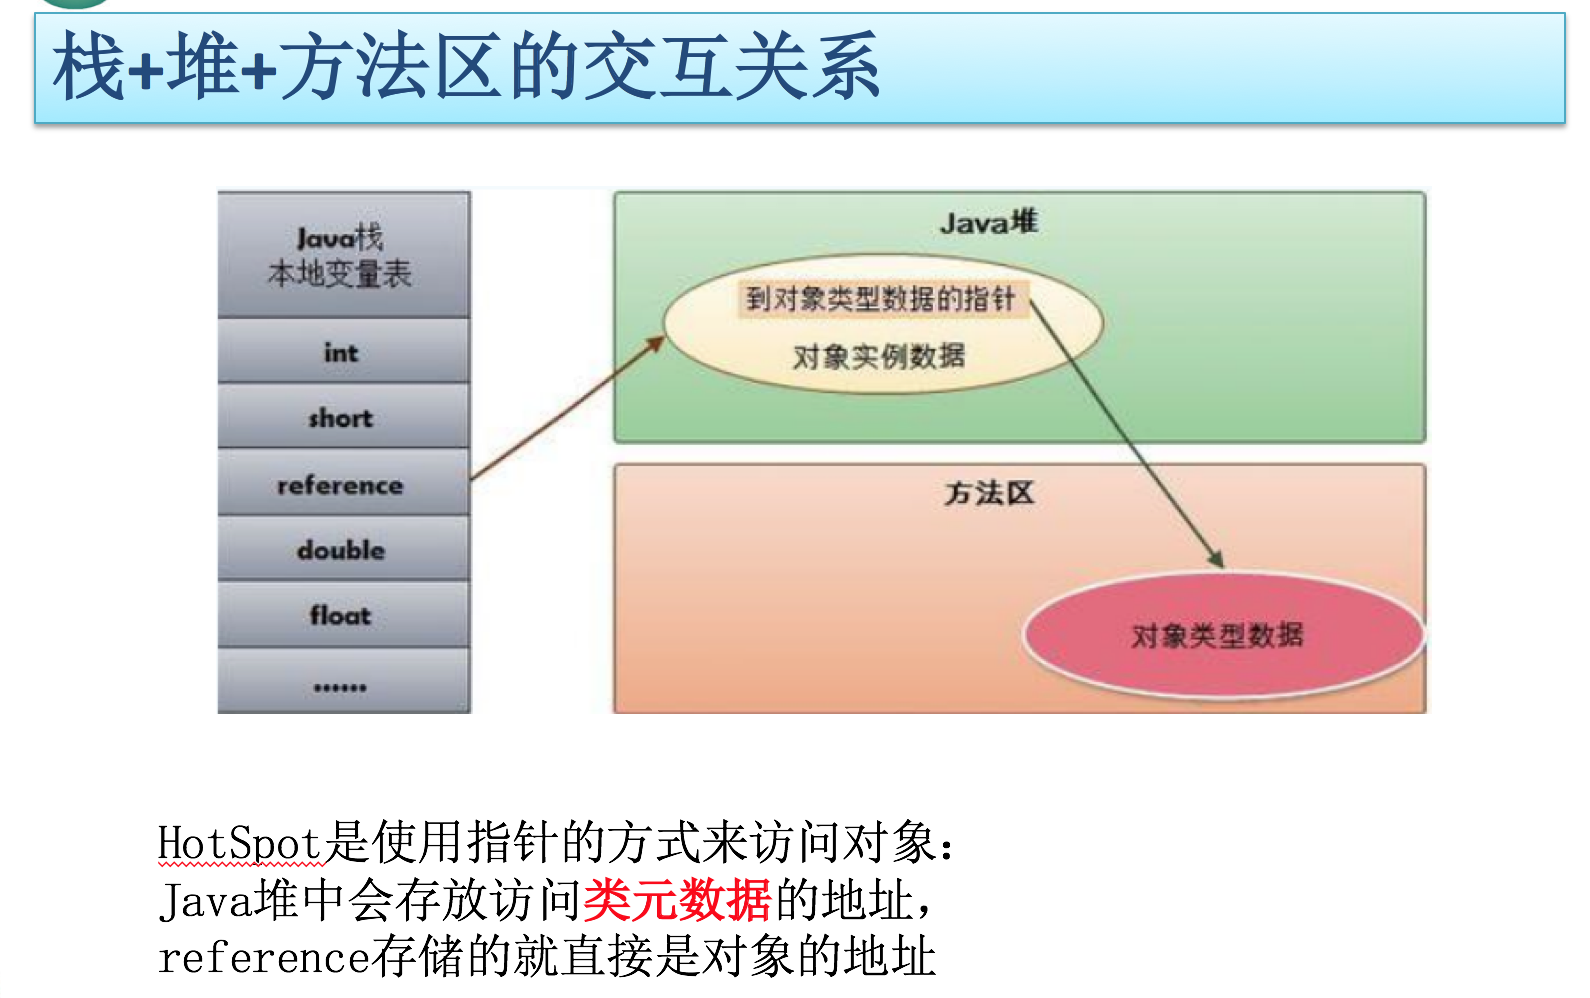 栈+堆+方法区的交互关系
Java栈
本地变量表
int
short
reference
double
float
......
Java堆
到对象类型数据的指针
对象实例数据
方法区
对象类型数据
HotSpot是使用指针的方式来访问对象：
Java堆中会存放访问类元数据的地址，
reference存储的就直接是对象的地址